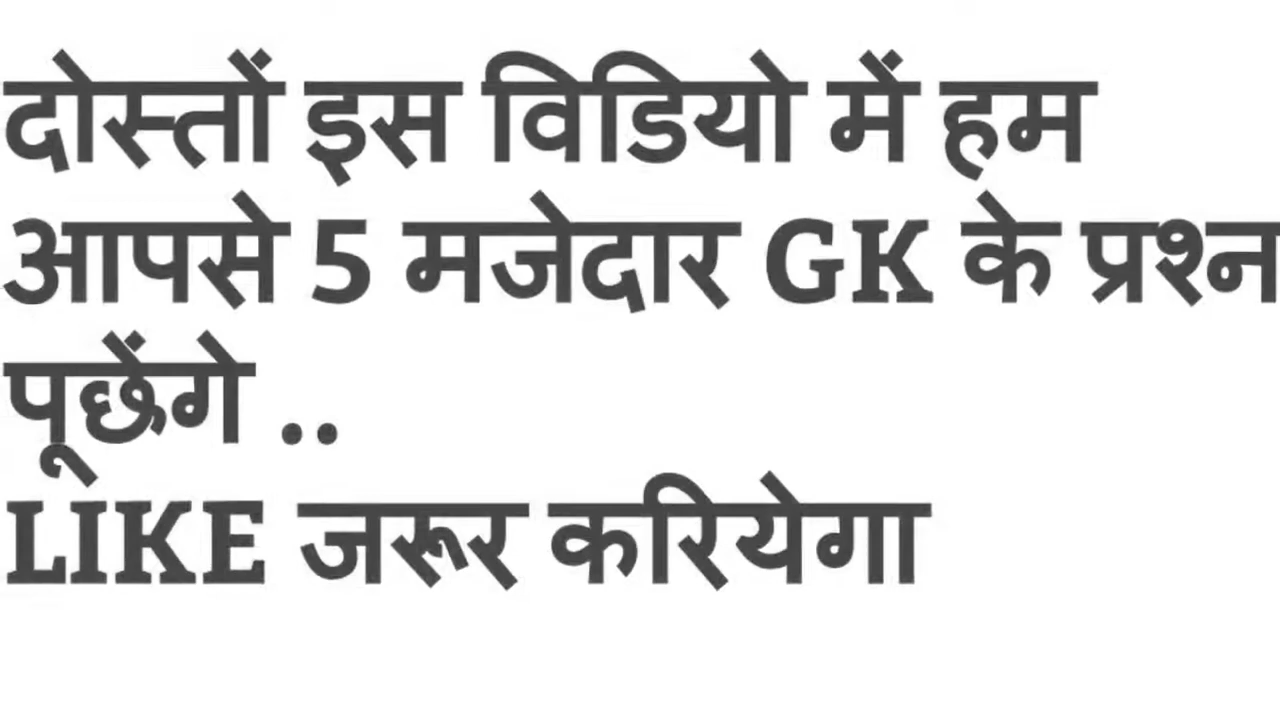 दोस्तों इस विडियो में हम
आपसे 5 मजेदार GK के प्रश्न
पूछेंगे ..
LIKE जरूर करियेगा